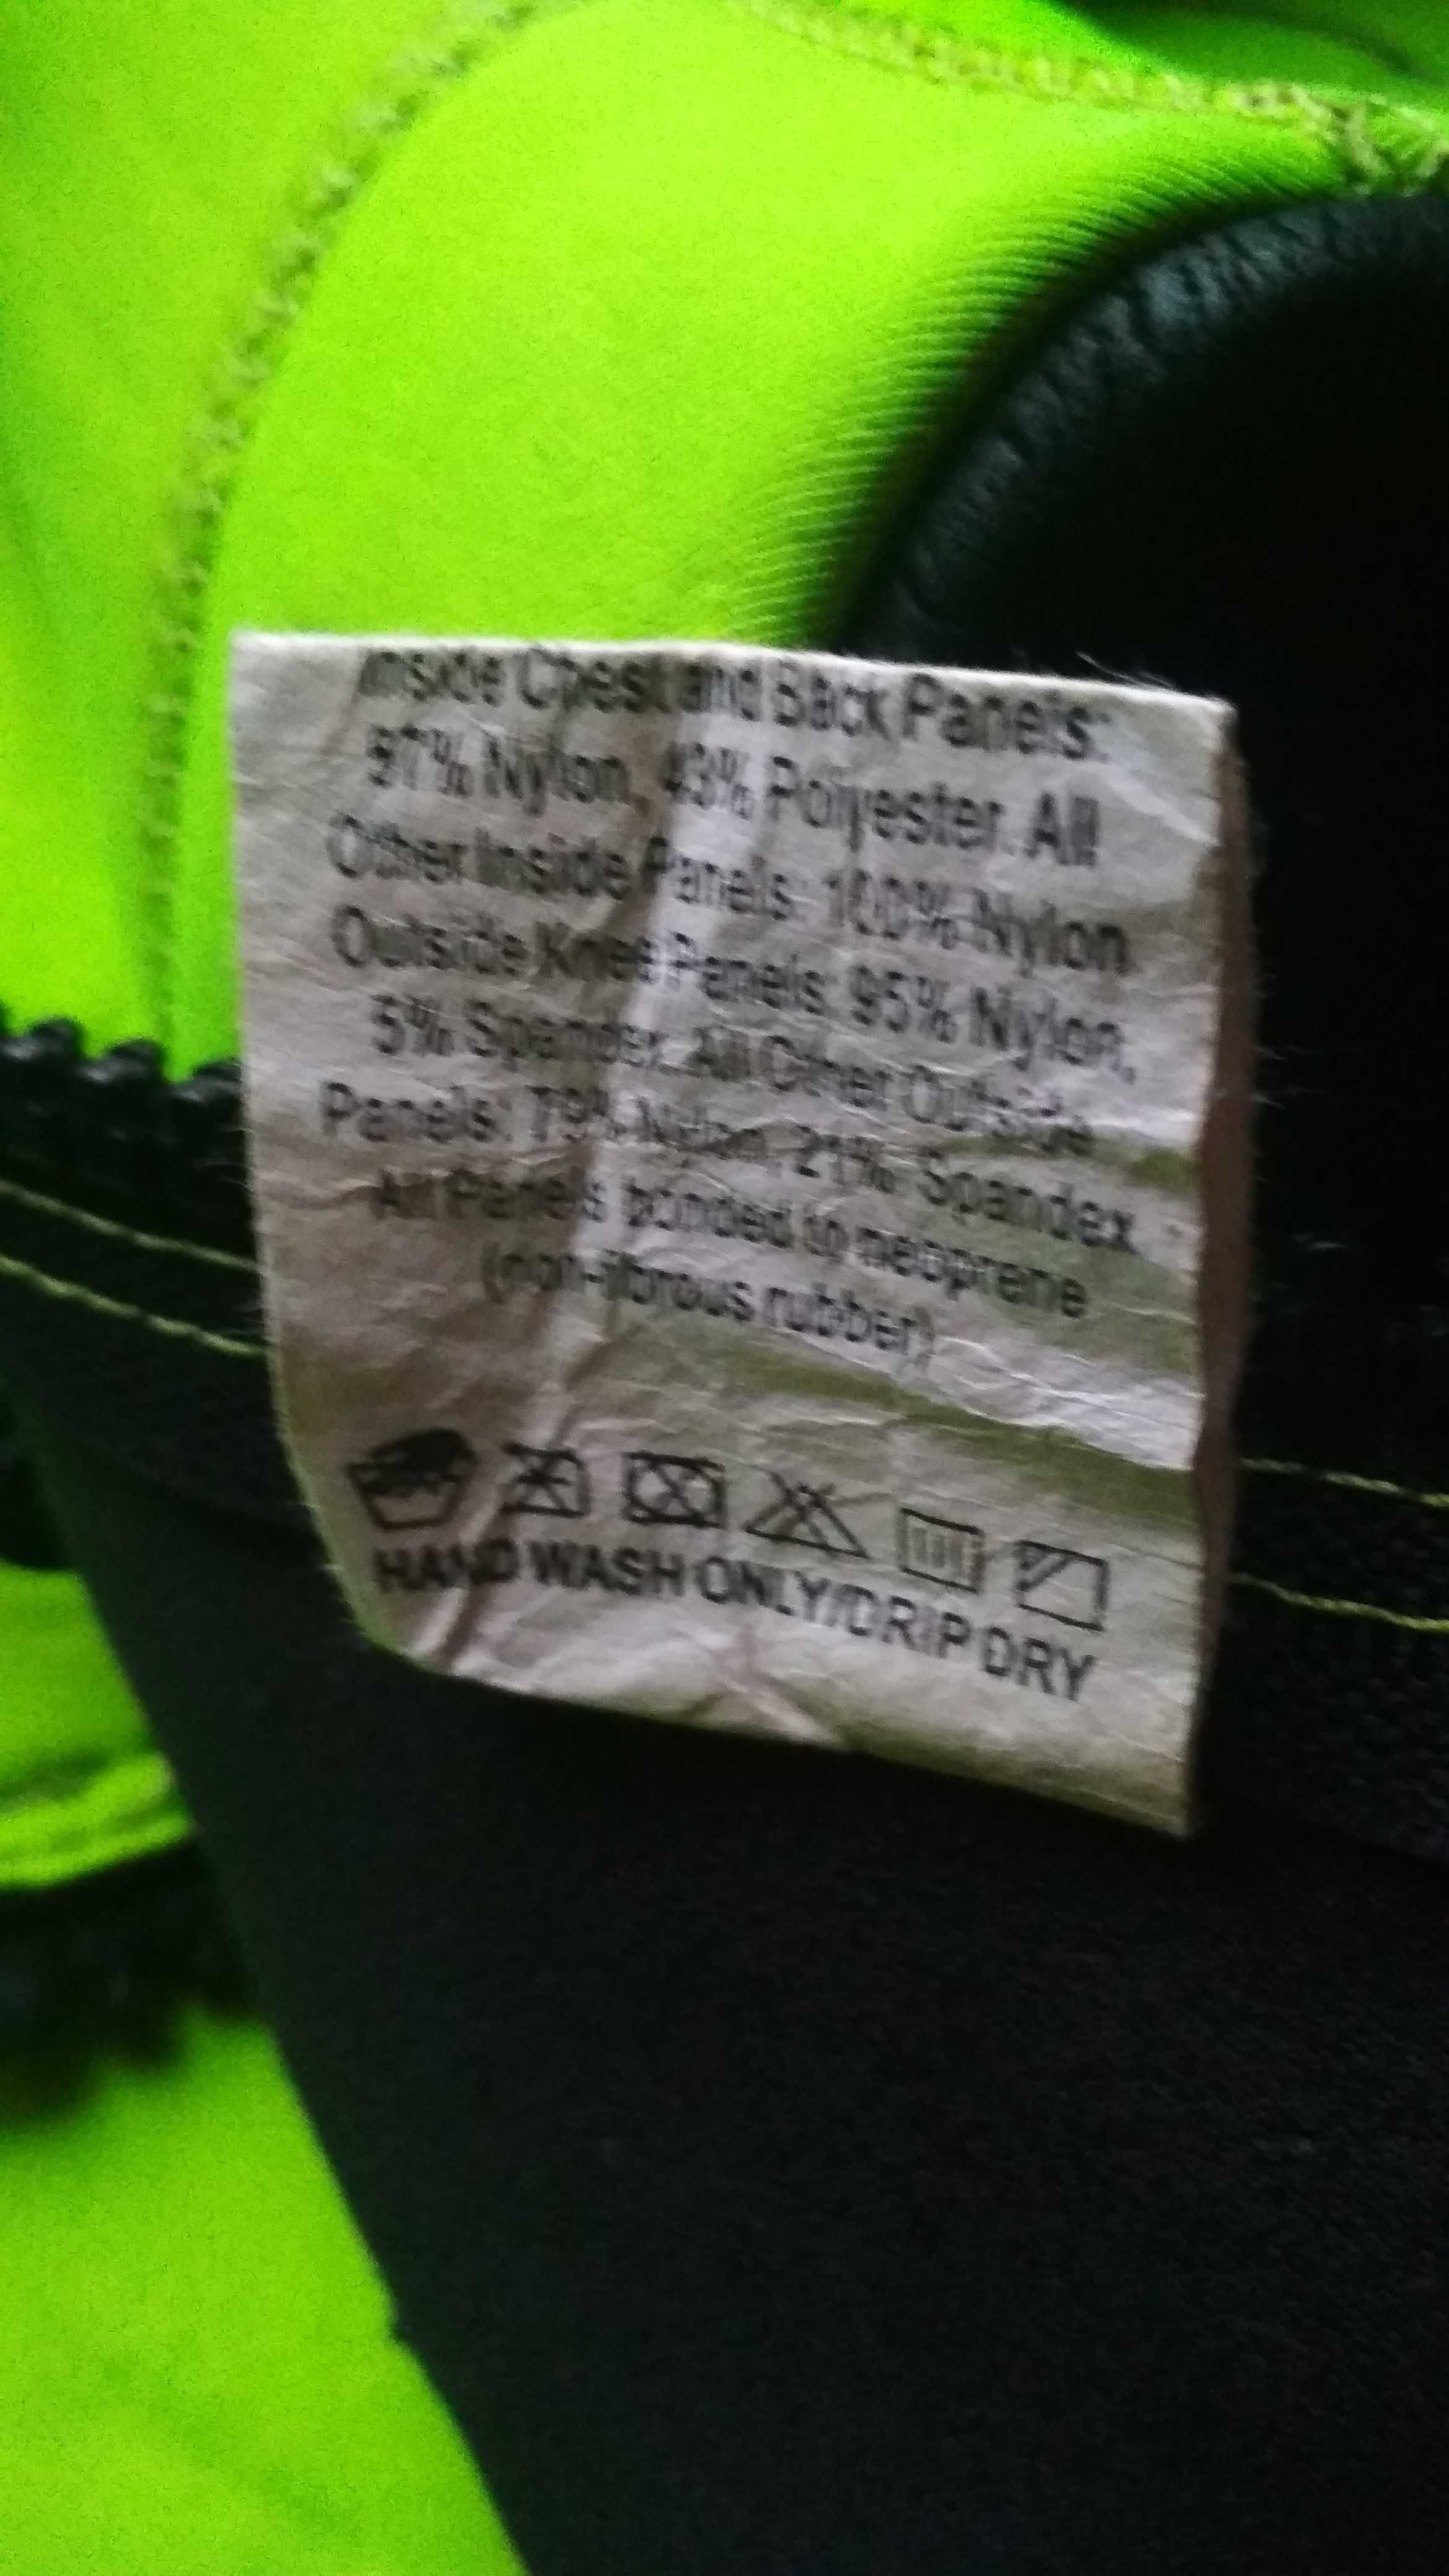 Inside Chest and Back Panels:
57% Nylon, 43% Polyester. All
Other Inside Panels: 100% Nylon
Outside Knee Panels: 95% Nylon,
5% Spandex. All Other Outside
Panels: 79% Nylon, 21% Spandex
All Panels bonded to neoprene
(non-fibrous rubber)
HAND WASH ONLY/DRIP DRY